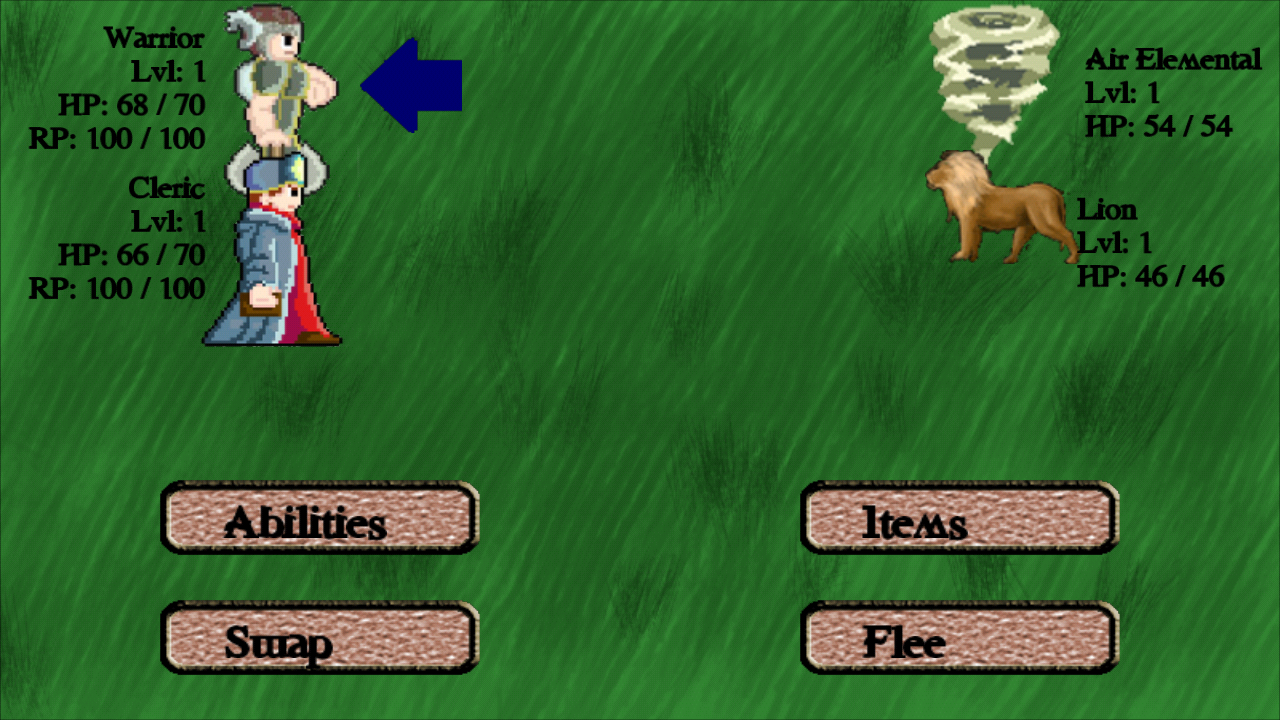 Warrior
Lvl: 1
HP: 68 / 70
RP: 100 / 100
Cleric
Lvl: 1
HP: 66 / 70
RP: 100 / 100
Air Elemental
Lvl: 1
HP: 54 / 54
Lion
Lvl: 1
HP: 46 / 46
Abilities
Items
Swap
Flee